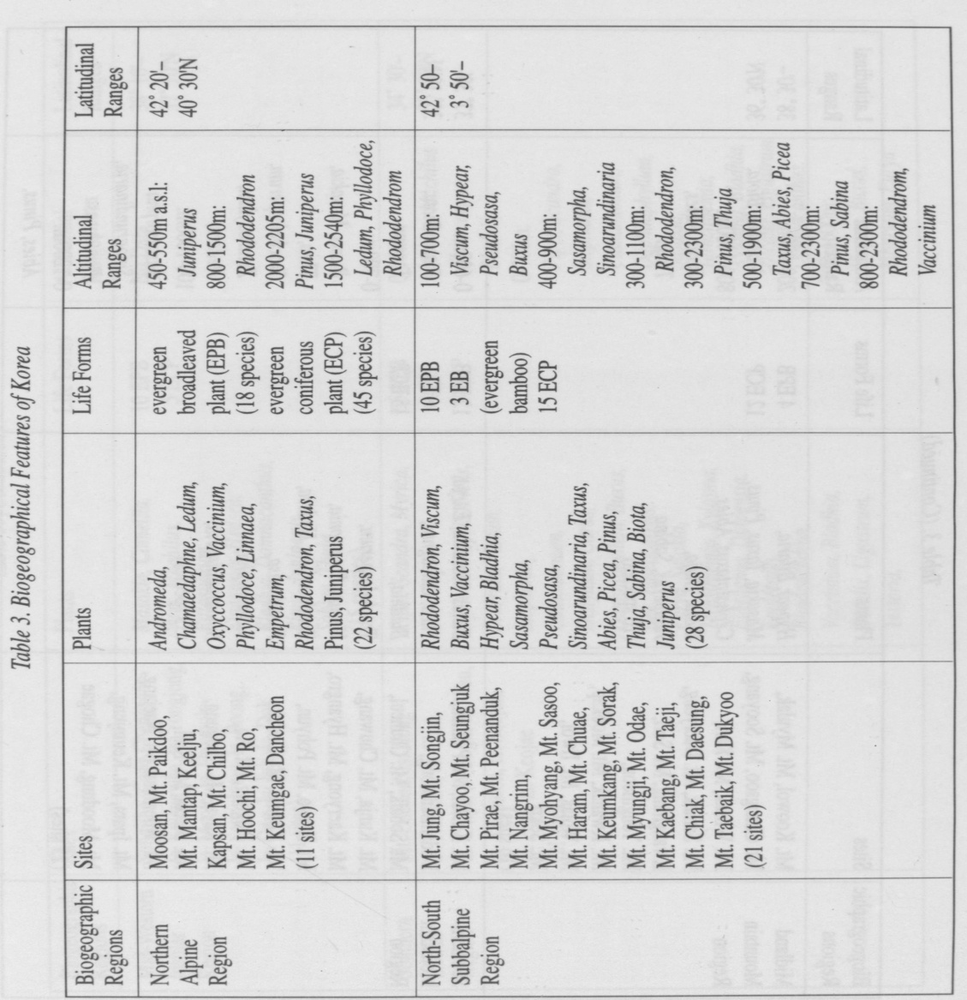 Table 3. Biogeographical Features of Korea
Biogeographic
Regions
Sites
Plants
Life Forms
Altitudinal
Ranges
Latitudinal
Ranges
Northern
Alpine
Region
Moosan, Mt. Paikdoo,
Mt. Mantap, Keelju,
Kapsan, Mt. Chilbo,
Mt. Hoochi, Mt. Ro,
Mt. Keumgae, Dancheon
(11 sites)
Andromeda,
Chamaedaphne, Ledum,
Oxyccoccus, Vaccinium,
Phyllodoce, Linnaea,
Empetrum,
Rhododendron, Taxus,
Pinus, Juniperus
(22 species)
evergreen
broadleaved
plant (EPB)
(18 species)
evergreen
coniferous
plant (ECP)
(45 species)
450-550m a.s.l:
Juniperus
800-1500m:
Rhododendron
2000-2205m:
Pinus, Juniperus
1500-2540m:
Ledum, Phyllodoce,
Rhododendrom
42° 20'–
40° 30'N
North-South
Subbalpine
Region
Mt. Jung, Mt. Songjin,
Mt. Chayoo, Mt. Seungjuk
Mt. Pirae, Mt. Peenanduk,
Mt. Nangrim,
Mt. Myohyang, Mt. Sasoo,
Mt. Haram, Mt. Chuae,
Mt. Keumkang, Mt. Sorak,
Mt. Myungji, Mt. Odae,
Mt. Kaebang, Mt. Taeji,
Mt. Chiak, Mt. Daesung,
Mt. Taebaik, Mt. Dukyoo
(21 sites)
Rhododendron, Viscum,
Buxus, Vaccinium,
Hypear, Bladhia,
Sasamorpha,
Pseudosasa,
Sinoarundinaria, Taxus,
Abies, Picea, Pinus,
Thuja, Sabina, Biota,
Juniperus
(28 species)
10 EPB
3 EB
(evergreen
bamboo)
15 ECP
100-700m:
Viscum, Hypear,
Pseudosasa,
Buxus
400-900m:
Sasamorpha,
Sinoarundinaria
300-1100m:
Rhododendron,
300-2300m:
Pinus, Thuja
500-1900m:
Taxus, Abies, Picea
700-2300m:
Pinus, Sabina
800-2300m:
Rhododendrom,
Vaccinium
42° 50–
3° 50'–